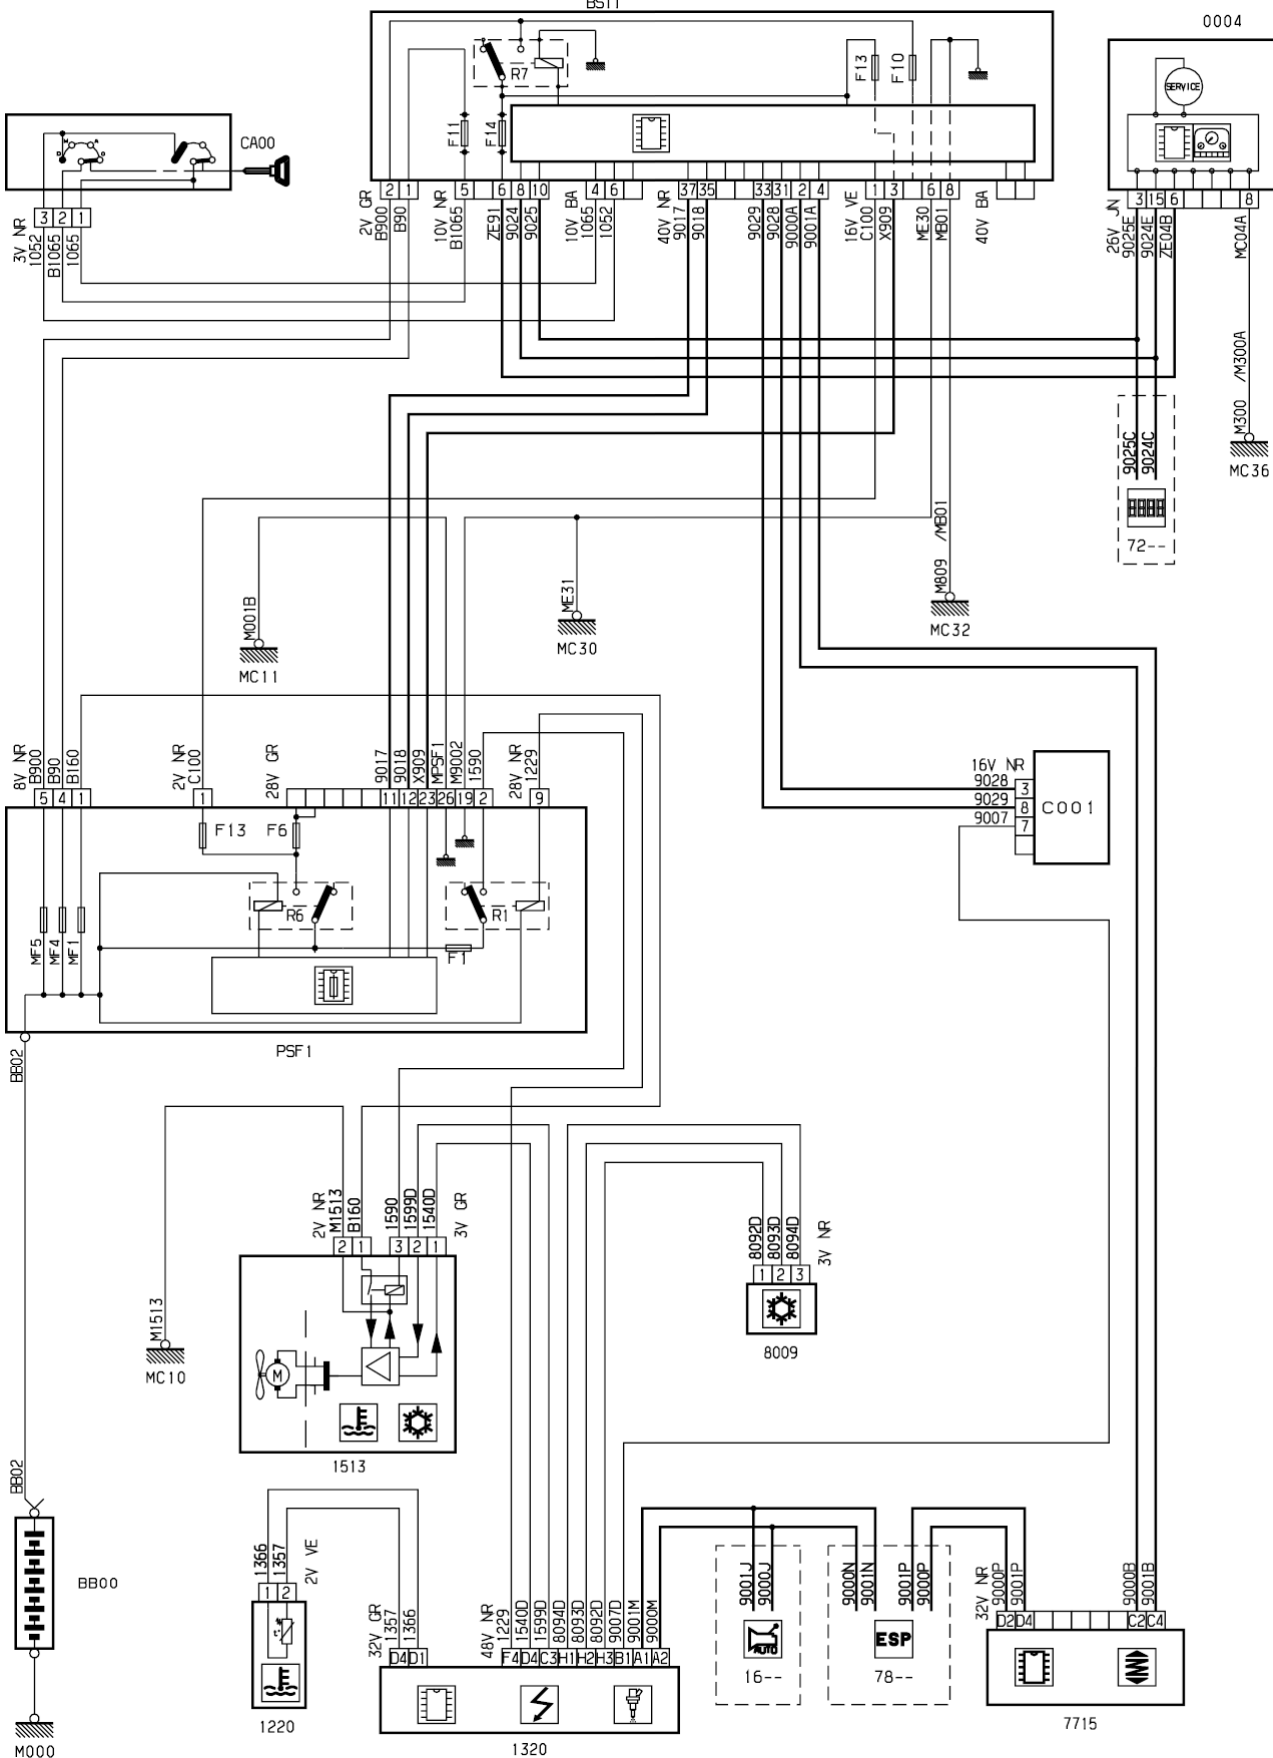 BSI1
0004
R7
F13
F10
SERVICE
CA00
F11
F14
3 2 1
3V NR
1052
B1065
1065
2 1
2V GR
B900
B90
5
10V NR
B1065
6 8 10
ZE91
9024
9025
4 6
10V BA
1065
1052
37 35
40V NR
9017
9018
33 31 2 4
9029
9028
9000A
9001A
1 3 6 8
16V VE
C100
X909
ME30
MB01
40V BA
3 15 6 8
26V JN
9025E
9024E
ZE04B
MC04A
M300 /M300A
MC36
9025C
9024C
72--
M001B
MC11
ME31
MC30
M809 /MB01
MC32
8V NR
B900
B90
B160
5 4 1
2V NR
C100
1
28V GR
9017
9018
X909
MPSF1
M9002
1590
11 12 23 26 19 2
28V NR
1229
9
F13
F6
R6
R1
MF5
MF4
MF1
F1
PSF1
16V NR
9028 3
9029 8
9007 7
C001
BB02
2V NR
M1513
B160
1590
1599D
1540D
3V GR
2 1 3 2 1
M1513
MC10
M
1513
8092D
8093D
8094D
3V NR
1 2 3
8009
BB02
BB00
M000
1366
1357
2V VE
1 2
1220
32V GR
1357
1366
D4 D1
48V NR
1229
1540D
1599D
8094D
8093D
8092D
9007D
9001M
9000M
F4 D4 C3 H1 H2 H3 B1 A1 A2
1320
9001J
9000J
AUTO
16--
9000N
9001N
9001P
9000P
ESP
78--
32V NR
9000P
9001P
9000B
9001B
D2 D4 C2 C4
7715